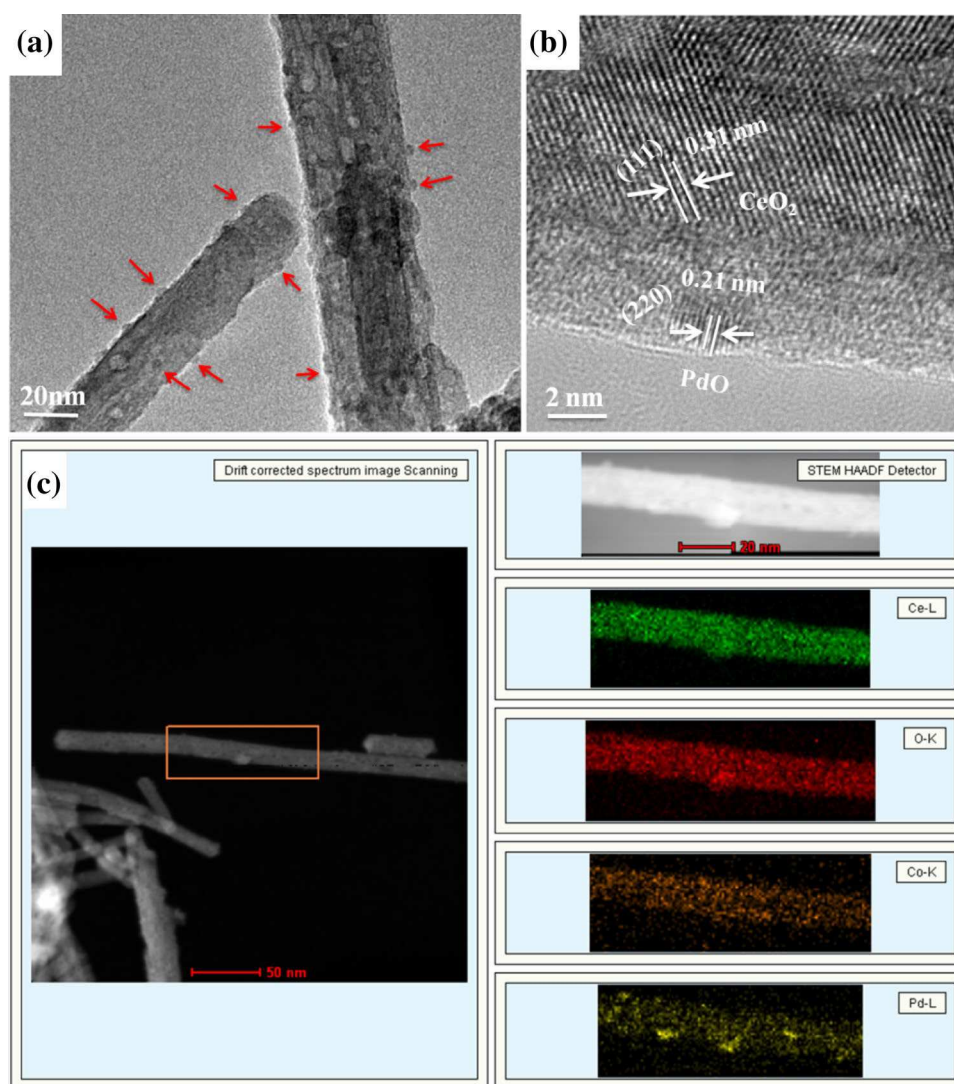 (a)
20nm
(b)
(111)
0.31 nm
CeO₂
0.21 nm
(220)
PdO
2 nm
(c)
Drift corrected spectrum image Scanning
50 nm
STEM HAADF Detector
20 nm
Ce-L
O-K
Co-K
Pd-L